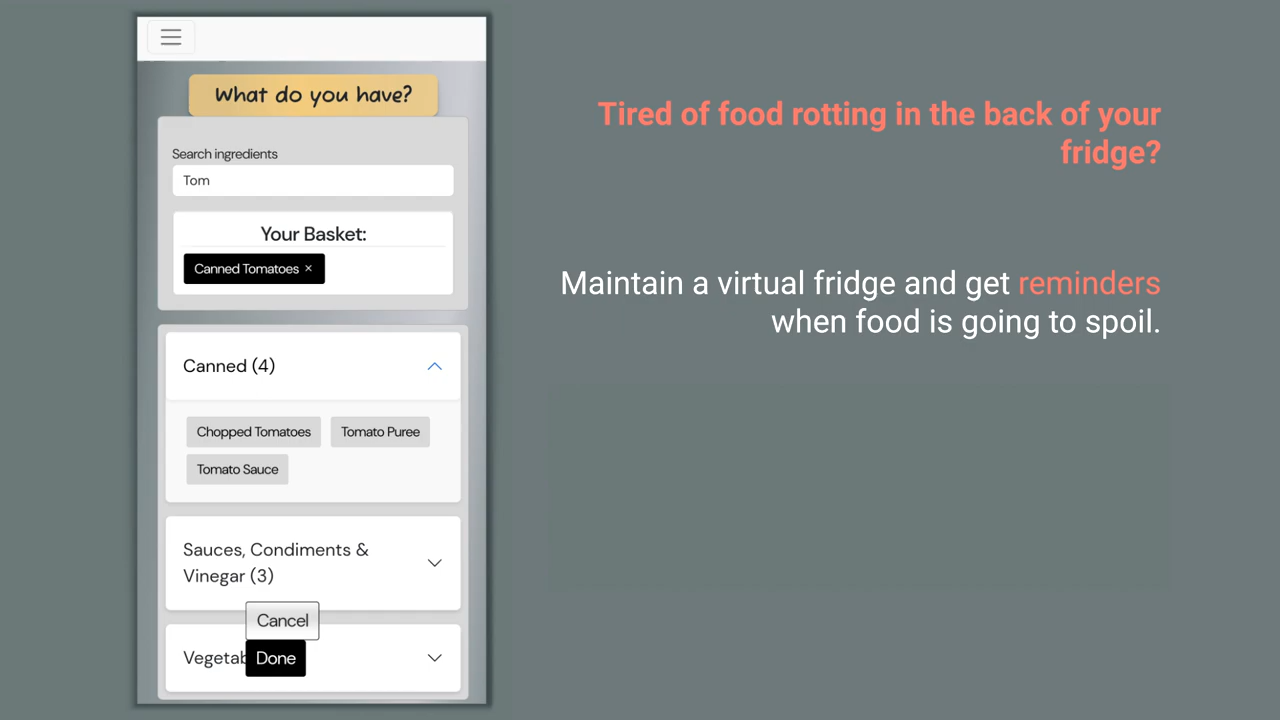 What do you have?
Search ingredients
Tom
Your Basket:
Canned Tomatoes ×
Canned (4)
Chopped Tomatoes
Tomato Puree
Tomato Sauce
Sauces, Condiments &
Vinegar (3)
Cancel
Vegetab
Done
Tired of food rotting in the back of your
fridge?
Maintain a virtual fridge and get reminders
when food is going to spoil.